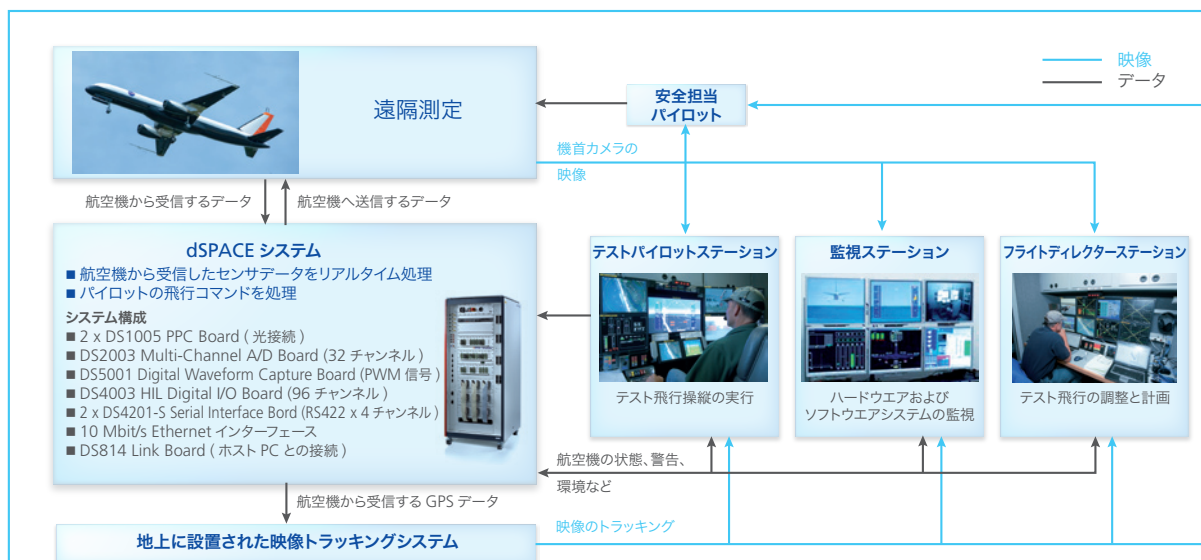 映像
データ
遠隔測定
安全担当
パイロット
機首カメラの
映像
航空機から受信するデータ
航空機へ送信するデータ
dSPACE システム
■ 航空機から受信したセンサデータをリアルタイム処理
■ パイロットの飛行コマンドを処理
システム構成
■ 2 x DS1005 PPC Board ( 光接続 )
■ DS2003 Multi-Channel A/D Board (32 チャンネル )
■ DS5001 Digital Waveform Capture Board (PWM 信号 )
■ DS4003 HIL Digital I/O Board (96 チャンネル )
■ 2 x DS4201-S Serial Interface Bord (RS422 x 4 チャンネル )
■ 10 Mbit/s Ethernet インターフェース
■ DS814 Link Board ( ホスト PC との接続 )
テストパイロットステーション
テスト飛行操縦の実行
監視ステーション
ハードウエアおよび
ソフトウエアシステムの監視
フライトディレクターステーション
テスト飛行の調整と計画
航空機の状態、警告、
環境など
航空機から受信する GPS データ
映像のトラッキング
地上に設置された映像トラッキングシステム